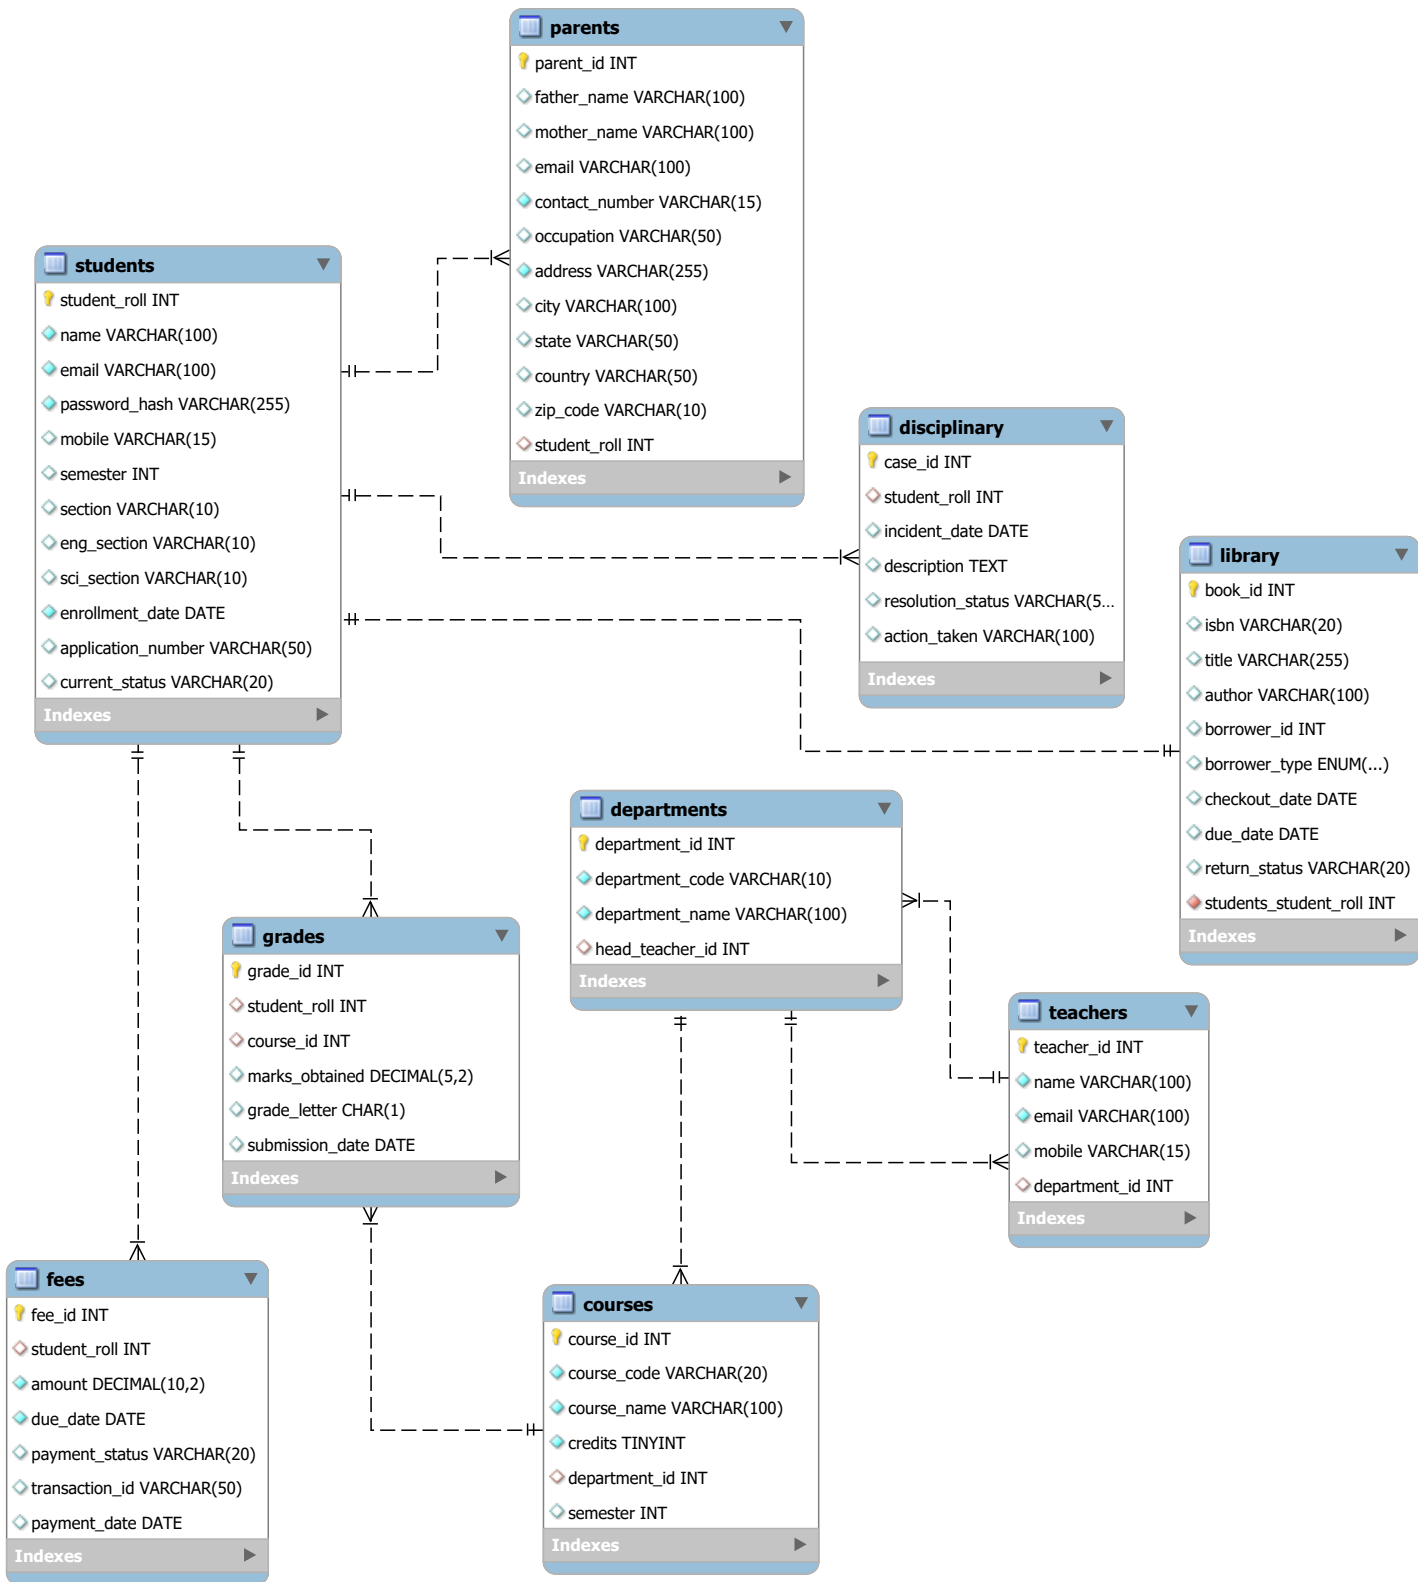 parents
parent_id INT
father_name VARCHAR(100)
mother_name VARCHAR(100)
email VARCHAR(100)
contact_number VARCHAR(15)
occupation VARCHAR(50)
address VARCHAR(255)
city VARCHAR(100)
state VARCHAR(50)
country VARCHAR(50)
zip_code VARCHAR(10)
student_roll INT
Indexes
students
student_roll INT
name VARCHAR(100)
email VARCHAR(100)
password_hash VARCHAR(255)
mobile VARCHAR(15)
semester INT
section VARCHAR(10)
eng_section VARCHAR(10)
sci_section VARCHAR(10)
enrollment_date DATE
application_number VARCHAR(50)
current_status VARCHAR(20)
Indexes
disciplinary
case_id INT
student_roll INT
incident_date DATE
description TEXT
resolution_status VARCHAR(5...
action_taken VARCHAR(100)
Indexes
library
book_id INT
isbn VARCHAR(20)
title VARCHAR(255)
author VARCHAR(100)
borrower_id INT
borrower_type ENUM(...)
checkout_date DATE
due_date DATE
return_status VARCHAR(20)
students_student_roll INT
Indexes
departments
department_id INT
department_code VARCHAR(10)
department_name VARCHAR(100)
head_teacher_id INT
Indexes
grades
grade_id INT
student_roll INT
course_id INT
marks_obtained DECIMAL(5,2)
grade_letter CHAR(1)
submission_date DATE
Indexes
teachers
teacher_id INT
name VARCHAR(100)
email VARCHAR(100)
mobile VARCHAR(15)
department_id INT
Indexes
fees
fee_id INT
student_roll INT
amount DECIMAL(10,2)
due_date DATE
payment_status VARCHAR(20)
transaction_id VARCHAR(50)
payment_date DATE
Indexes
courses
course_id INT
course_code VARCHAR(20)
course_name VARCHAR(100)
credits TINYINT
department_id INT
semester INT
Indexes